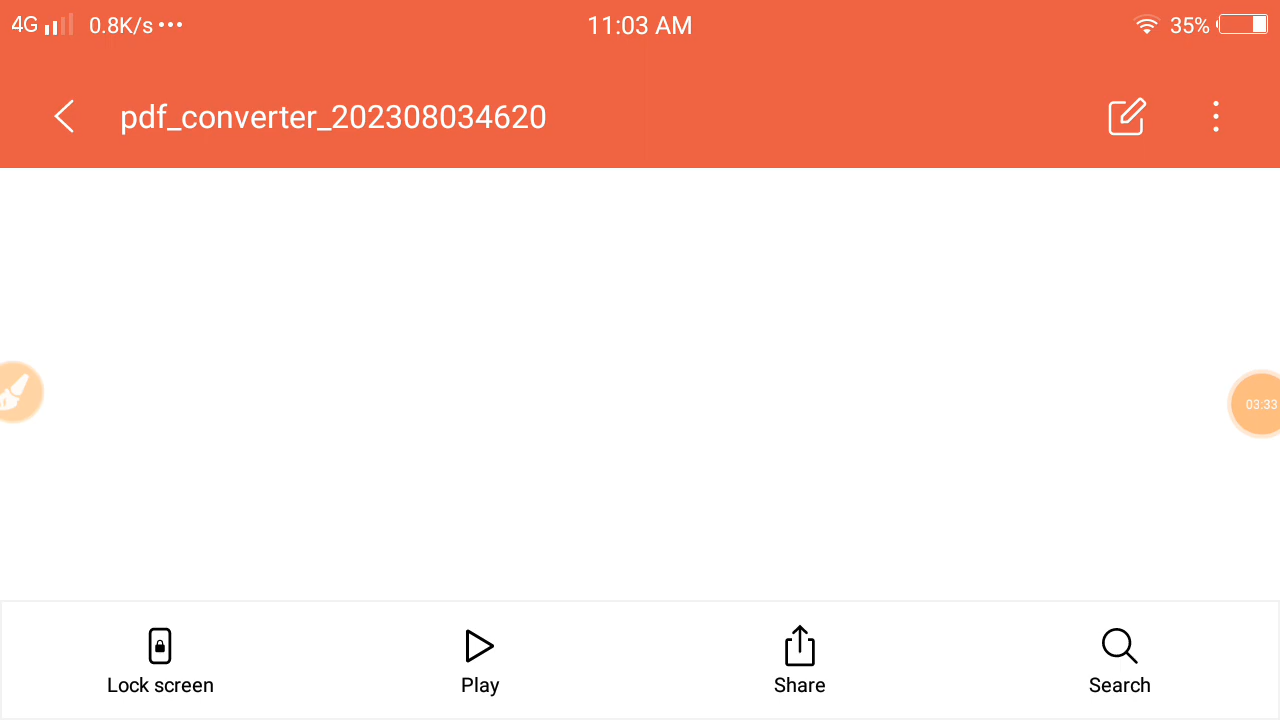 4G 0.8K/s ••• 11:03 AM 35%
pdf_converter_202308034620
03:33
Lock screen Play Share Search